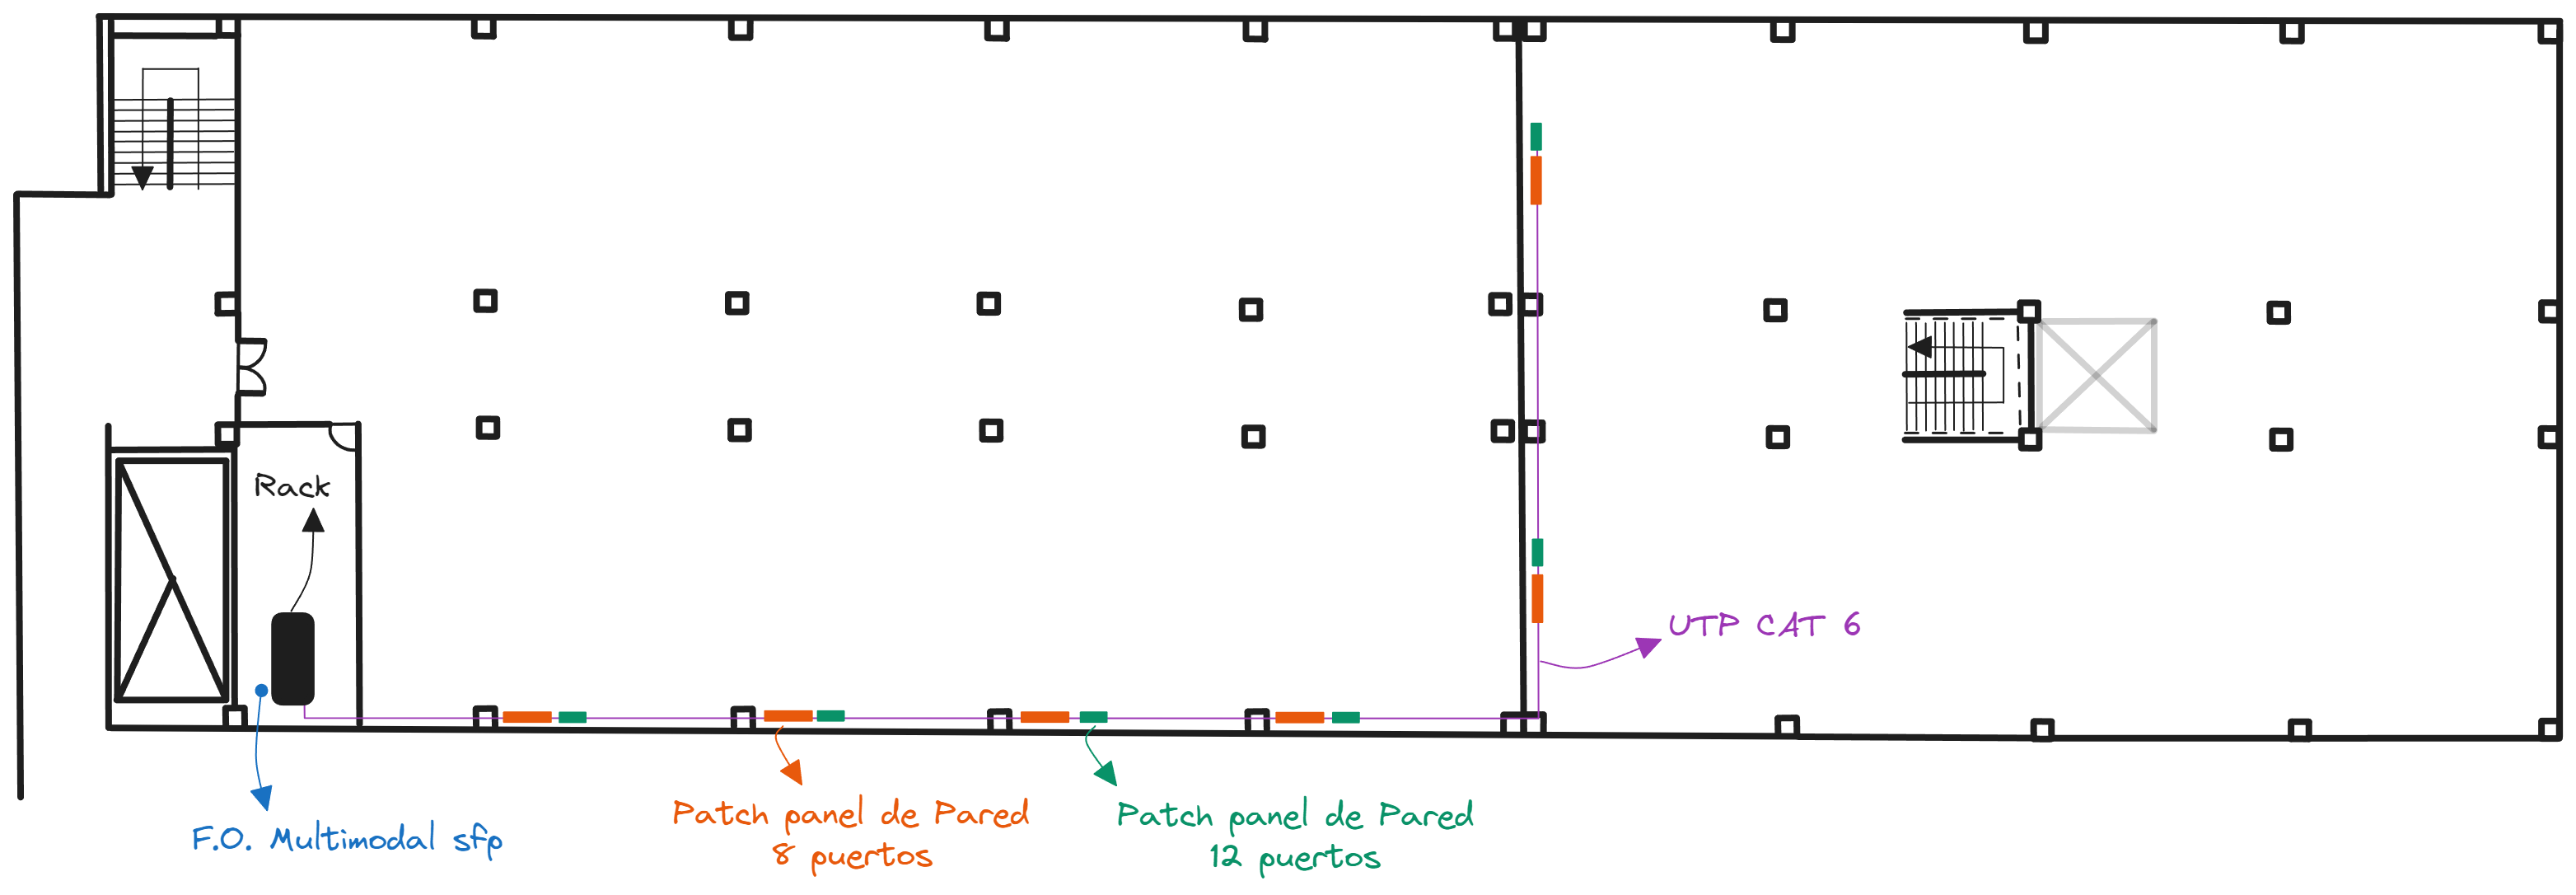 Rack
UTP CAT 6
F.O. Multimodal sfp
Patch panel de Pared
8 puertos
Patch panel de Pared
12 puertos